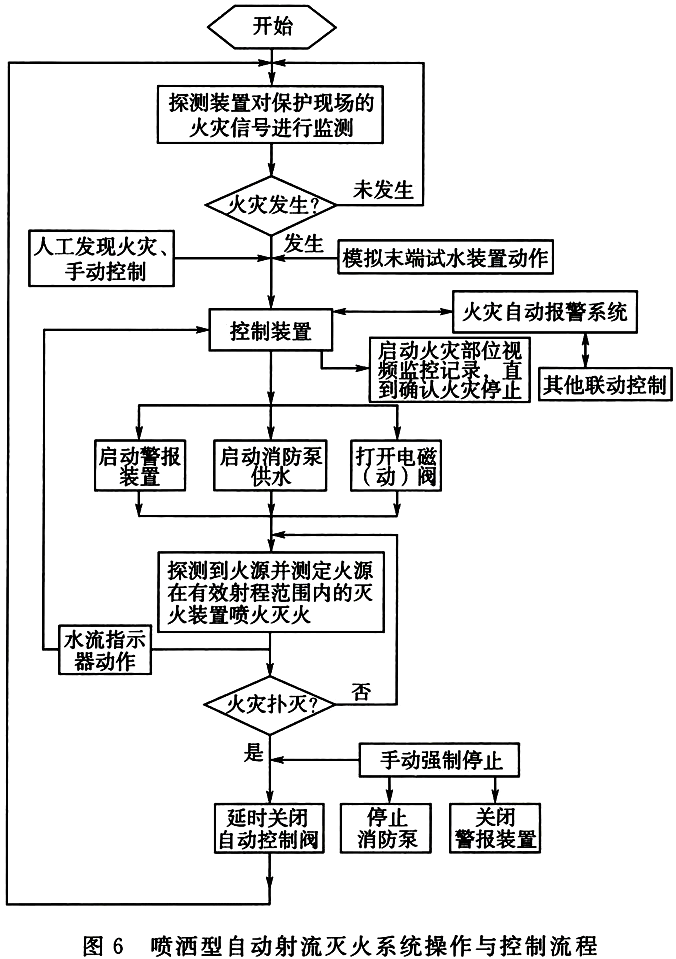 开始
探测装置对保护现场的
火灾信号进行监测
火灾发生?
未发生
发生
人工发现火灾、
手动控制
模拟末端试水装置动作
控制装置
火灾自动报警系统
启动火灾部位视
频监控记录，直
到确认火灾停止
其他联动控制
启动警报
装置
启动消防泵
供水
打开电磁
（动）阀
探测到火源并测定火源
在有效射程范围内的灭
火装置喷火灭火
水流指示
器动作
火灾扑灭?
否
是
手动强制停止
延时关闭
自动控制阀
停止
消防泵
关闭
警报装置
图 6 喷洒型自动射流灭火系统操作与控制流程